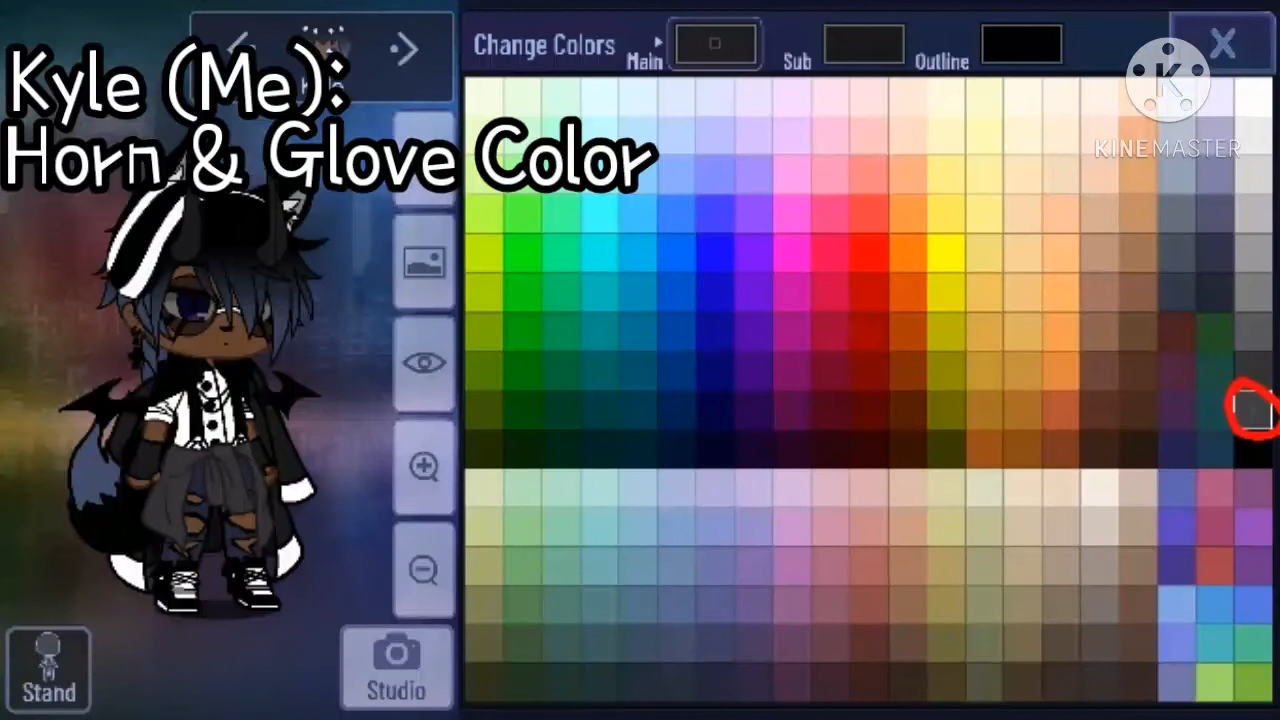 Kyle (Me):
Horn & Glove Color
Change Colors
Main
Sub
Outline
X
K
KINEMASTER
Stand
Studio